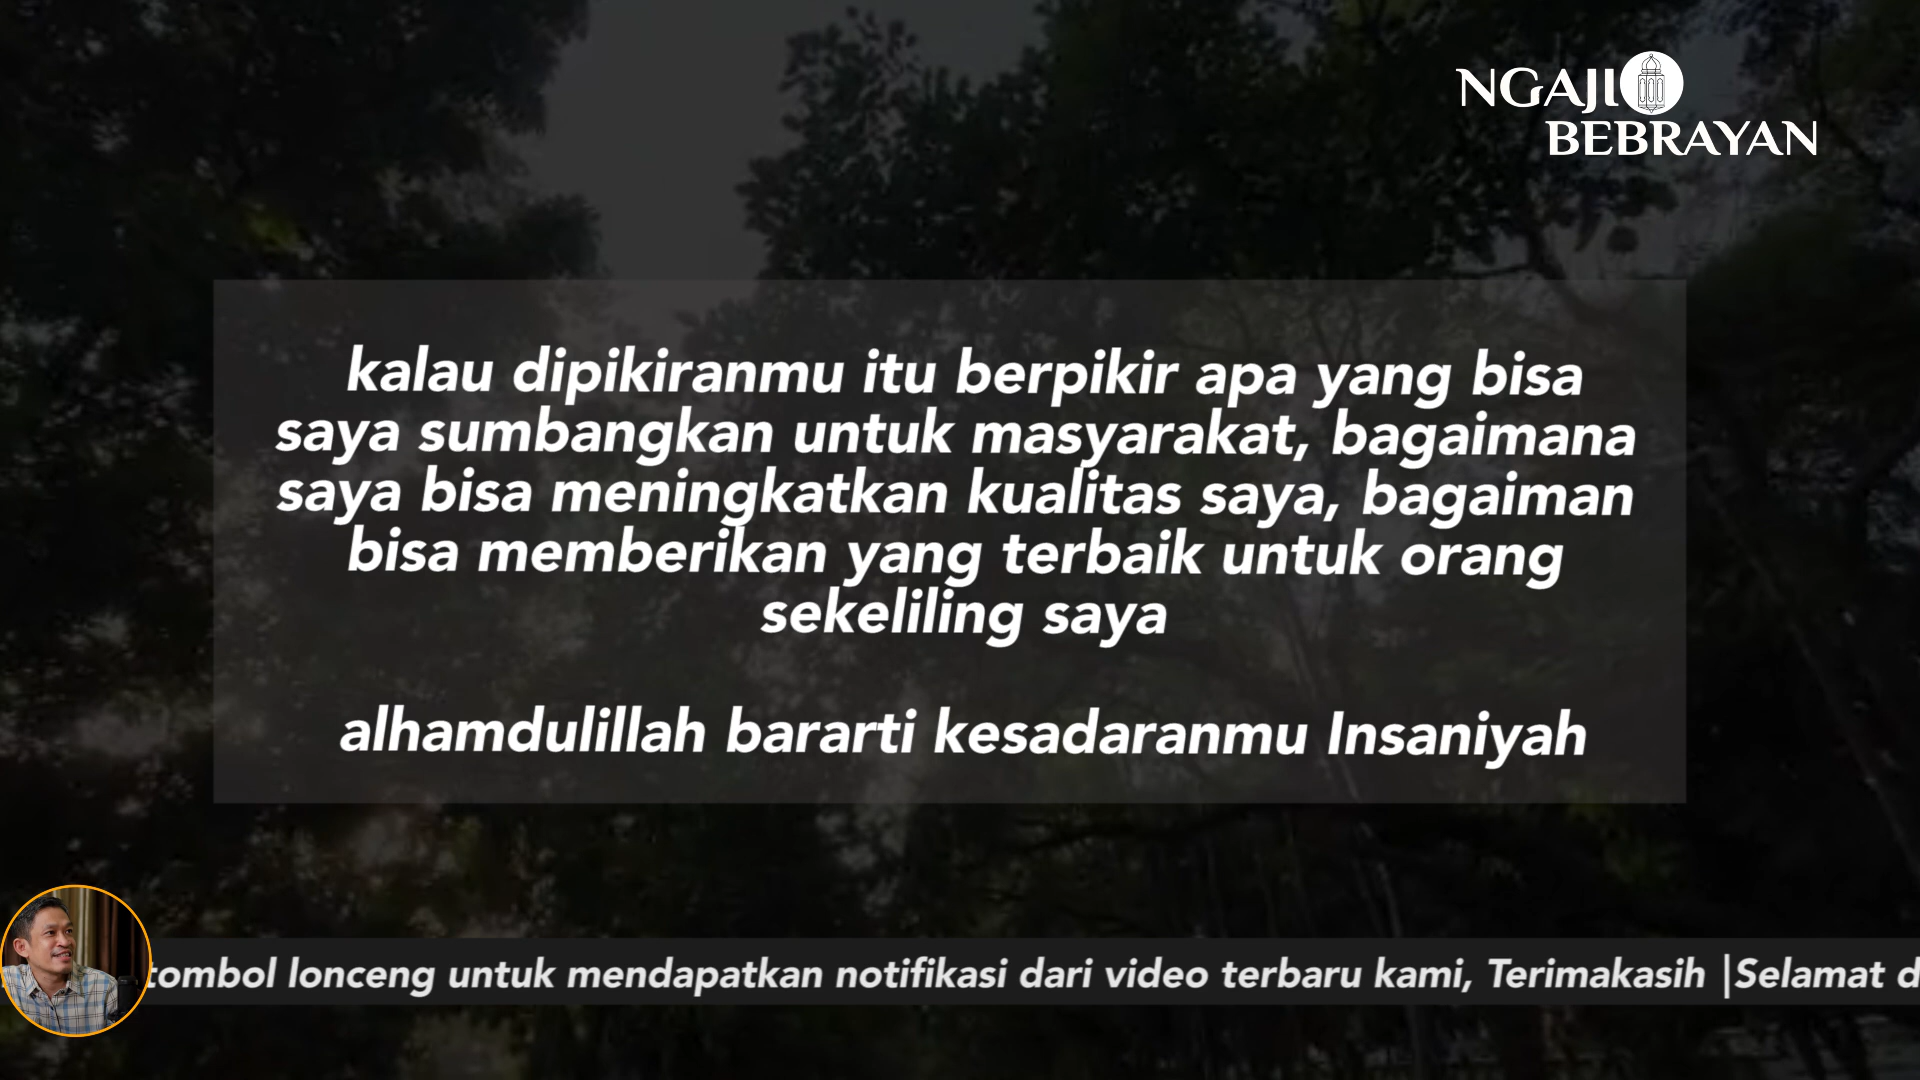 NGAJI
BEBRAYAN
kalau dipikiranmu itu berpikir apa yang bisa
saya sumbangkan untuk masyarakat, bagaimana
saya bisa meningkatkan kualitas saya, bagaiman
bisa memberikan yang terbaik untuk orang
sekeliling saya
alhamdulillah bararti kesadaranmu Insaniyah
tombol lonceng untuk mendapatkan notifikasi dari video terbaru kami, Terimakasih |Selamat d